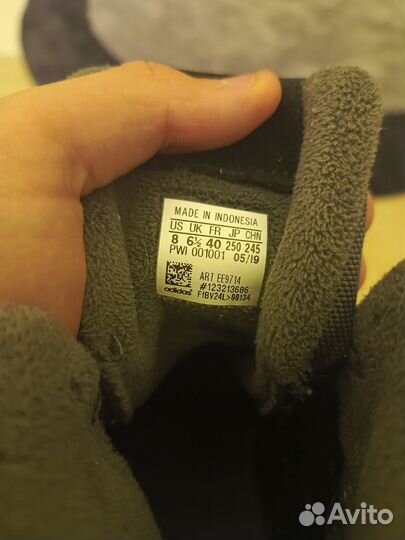 MADE IN INDONESIA
US UK FR JP CHN
8 6½ 40 250 245
PWI 001001 05/19
ART EE9714
#123213686
F1BV24L>00134
adidas
Avito